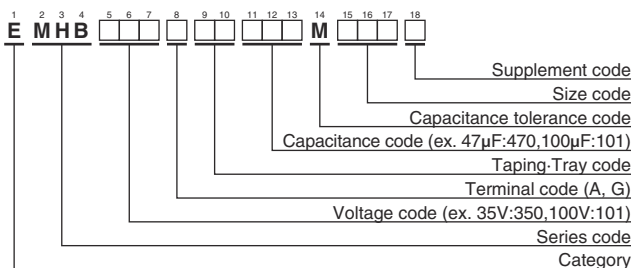 1 2 3 4 5 6 7 8 9 10 11 12 13 14 15 16 17 18
E M H B M
Supplement code
Size code
Capacitance tolerance code
Capacitance code (ex. 47μF:470,100μF:101)
Taping·Tray code
Terminal code (A, G)
Voltage code (ex. 35V:350,100V:101)
Series code
Category